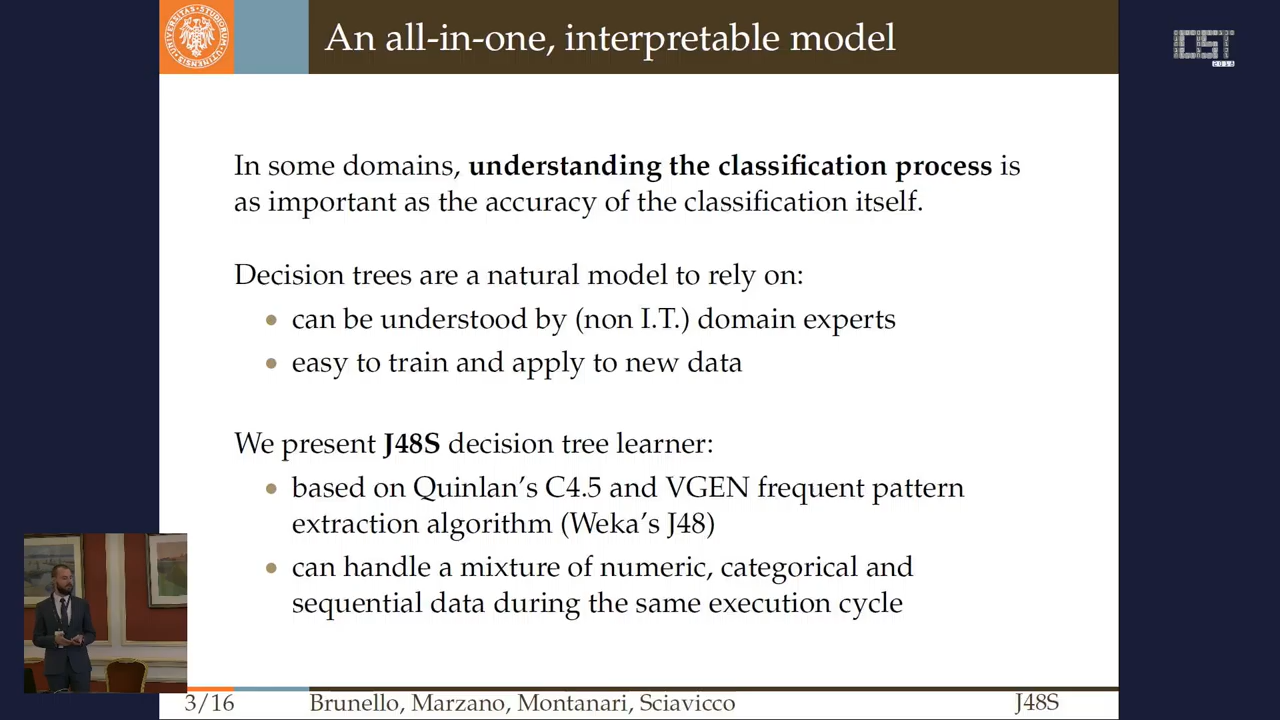 An all-in-one, interpretable model
In some domains, understanding the classification process is
as important as the accuracy of the classification itself.
Decision trees are a natural model to rely on:
• can be understood by (non I.T.) domain experts
• easy to train and apply to new data
We present J48S decision tree learner:
• based on Quinlan's C4.5 and VGEN frequent pattern
extraction algorithm (Weka's J48)
• can handle a mixture of numeric, categorical and
sequential data during the same execution cycle
3/16
Brunello, Marzano, Montanari, Sciavicco
J48S